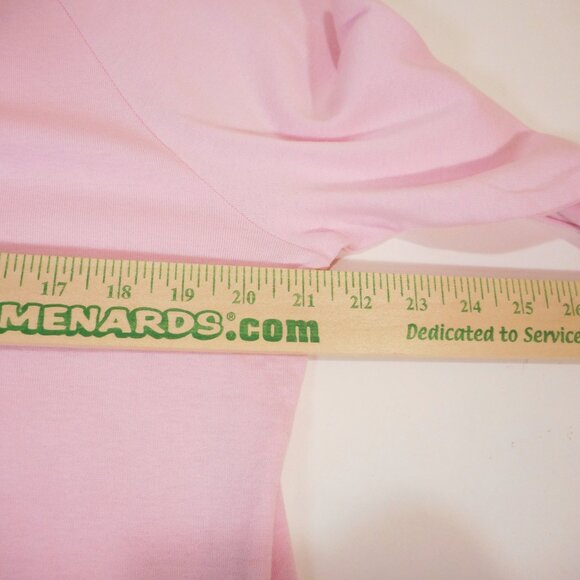 17 18 19 20 21 22 23 24 25 26
MENARDS®.com Dedicated to Service